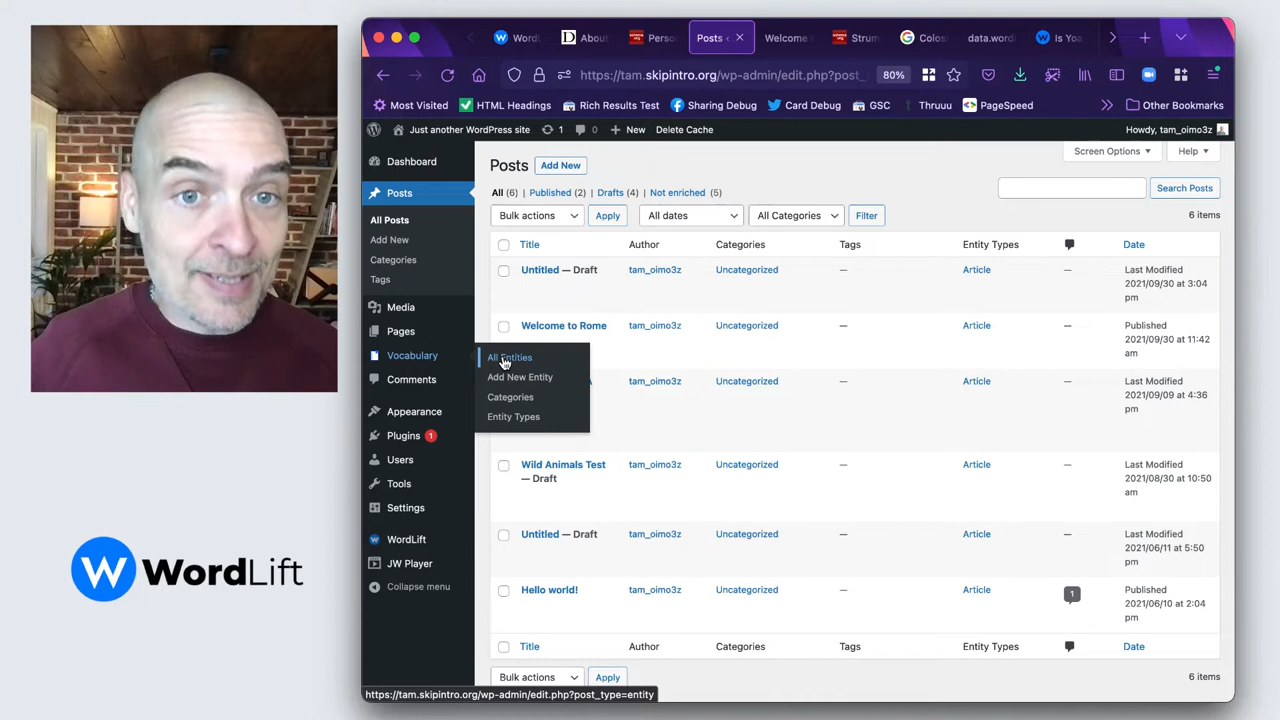 WordL
About
Perso
Posts
Welcome
Strum
Colos
data.wordl
Is Yoa
https://tam.skipintro.org/wp-admin/edit.php?post_
80%
Most Visited
HTML Headings
Rich Results Test
Sharing Debug
Card Debug
GSC
Thruuu
PageSpeed
Other Bookmarks
Just another WordPress site
1
0
New
Delete Cache
Howdy, tam_oimo3z
Dashboard
Posts
All Posts
Add New
Categories
Tags
Media
Pages
Vocabulary
Comments
Appearance
Plugins 1
Users
Tools
Settings
WordLift
JW Player
Collapse menu
All Entities
Add New Entity
Categories
Entity Types
Posts
Add New
Screen Options
Help
All (6) | Published (2) | Drafts (4) | Not enriched (5)
Search Posts
Bulk actions
Apply
All dates
All Categories
Filter
6 items
Title Author Categories Tags Entity Types Date
Untitled — Draft tam_oimo3z Uncategorized — Article — Last Modified
2021/09/30 at 3:04
pm
Welcome to Rome tam_oimo3z Uncategorized — Article — Published
2021/09/30 at 11:42
am
tam_oimo3z Uncategorized — Article — Last Modified
2021/09/09 at 4:36
pm
Wild Animals Test tam_oimo3z Uncategorized — Article — Last Modified
— Draft
2021/08/30 at 10:50
am
Untitled — Draft tam_oimo3z Uncategorized — Article — Last Modified
2021/06/11 at 5:50
pm
Hello world! tam_oimo3z Uncategorized — Article 1 Published
2021/06/10 at 2:04
pm
Title Author Categories Tags Entity Types Date
Bulk actions
Apply
6 items
https://tam.skipintro.org/wp-admin/edit.php?post_type=entity
W WordLift